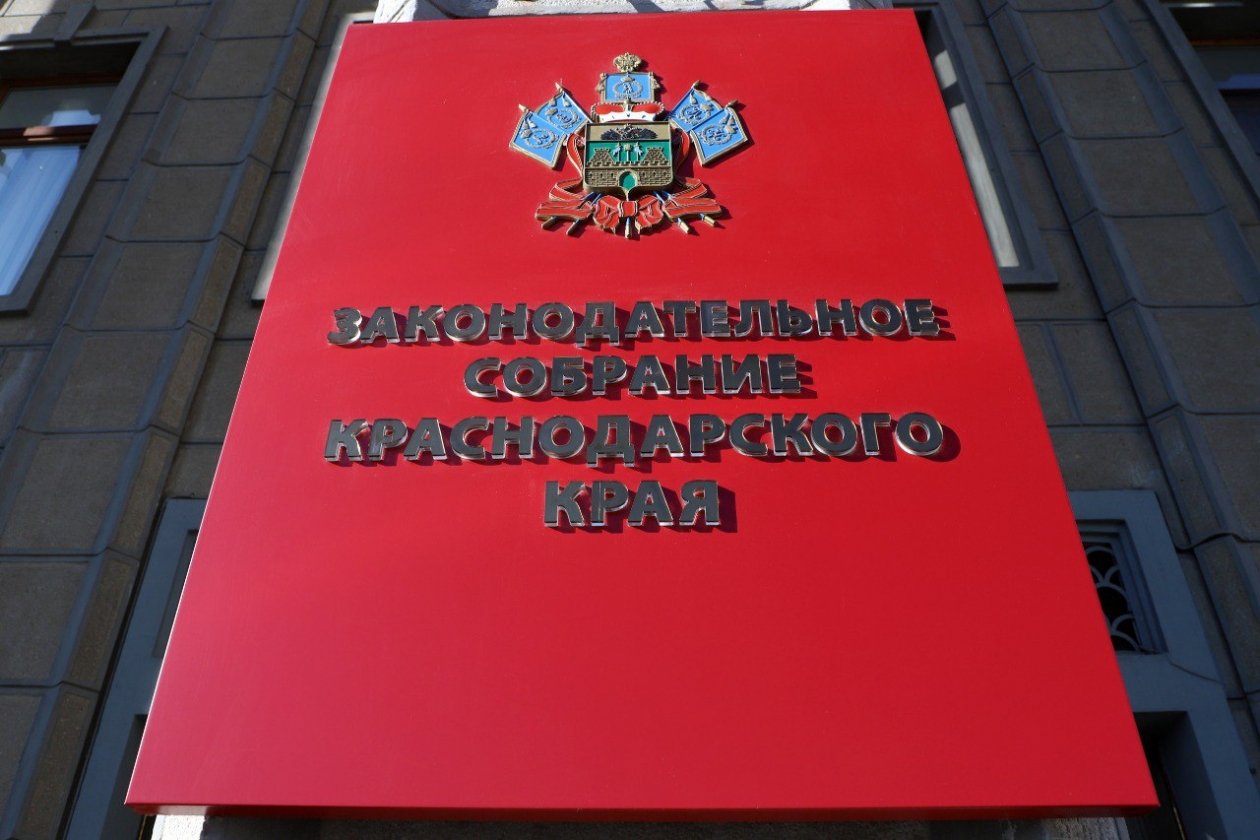 ЗАКОНОДАТЕЛЬНОЕ
СОБРАНИЕ
КРАСНОДАРСКОГО
КРАЯ